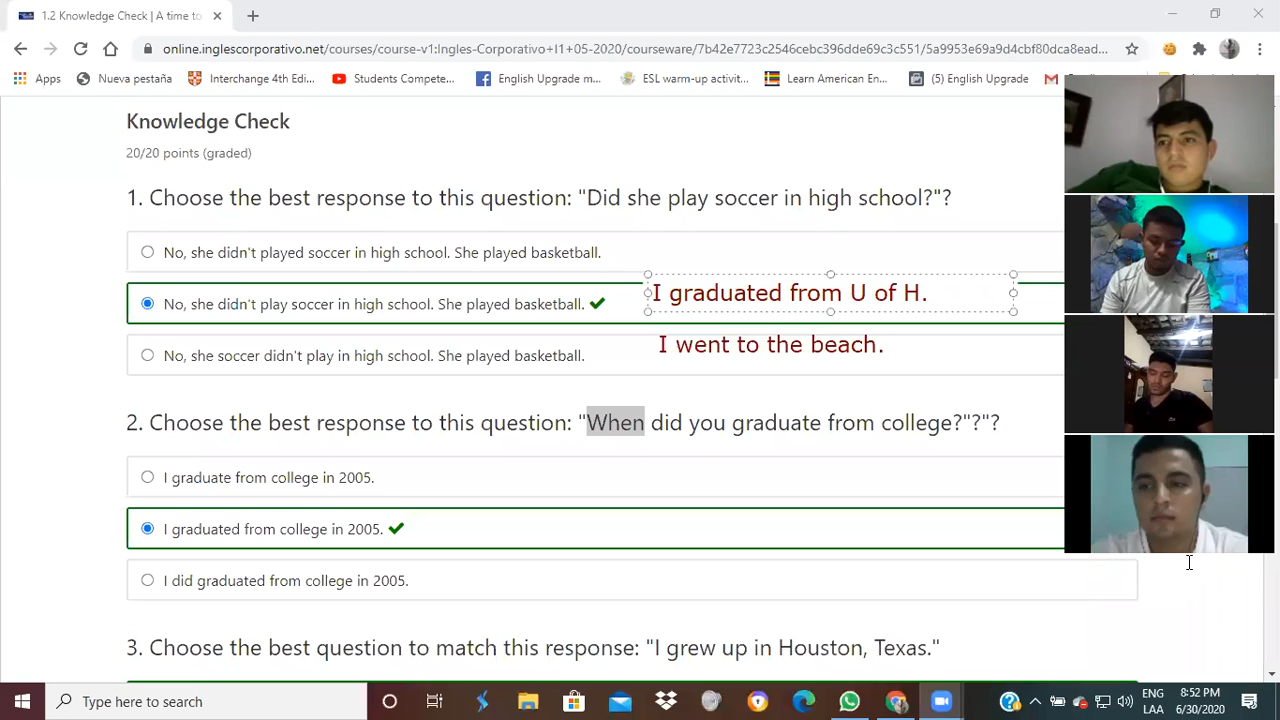 1.2 Knowledge Check | A time to
online.inglescorporativo.net/courses/course-v1:Ingles-Corporativo+I1+05-2020/courseware/7b42e7723c2546cebc396dde69c3c551/5a9953e69a9d4cbf80dca8ead...
Apps Nueva pestaña Interchange 4th Edi... Students Compete... English Upgrade m... ESL warm-up activit... Learn American En... (5) English Upgrade
Knowledge Check
20/20 points (graded)
1. Choose the best response to this question: "Did she play soccer in high school?"?
No, she didn't played soccer in high school. She played basketball.
I graduated from U of H.
No, she didn't play soccer in high school. She played basketball.
I went to the beach.
No, she soccer didn't play in high school. She played basketball.
2. Choose the best response to this question: "When did you graduate from college?"?"?
I graduate from college in 2005.
I graduated from college in 2005.
I did graduated from college in 2005.
3. Choose the best question to match this response: "I grew up in Houston, Texas."
Type here to search
ENG 8:52 PM
LAA 6/30/2020